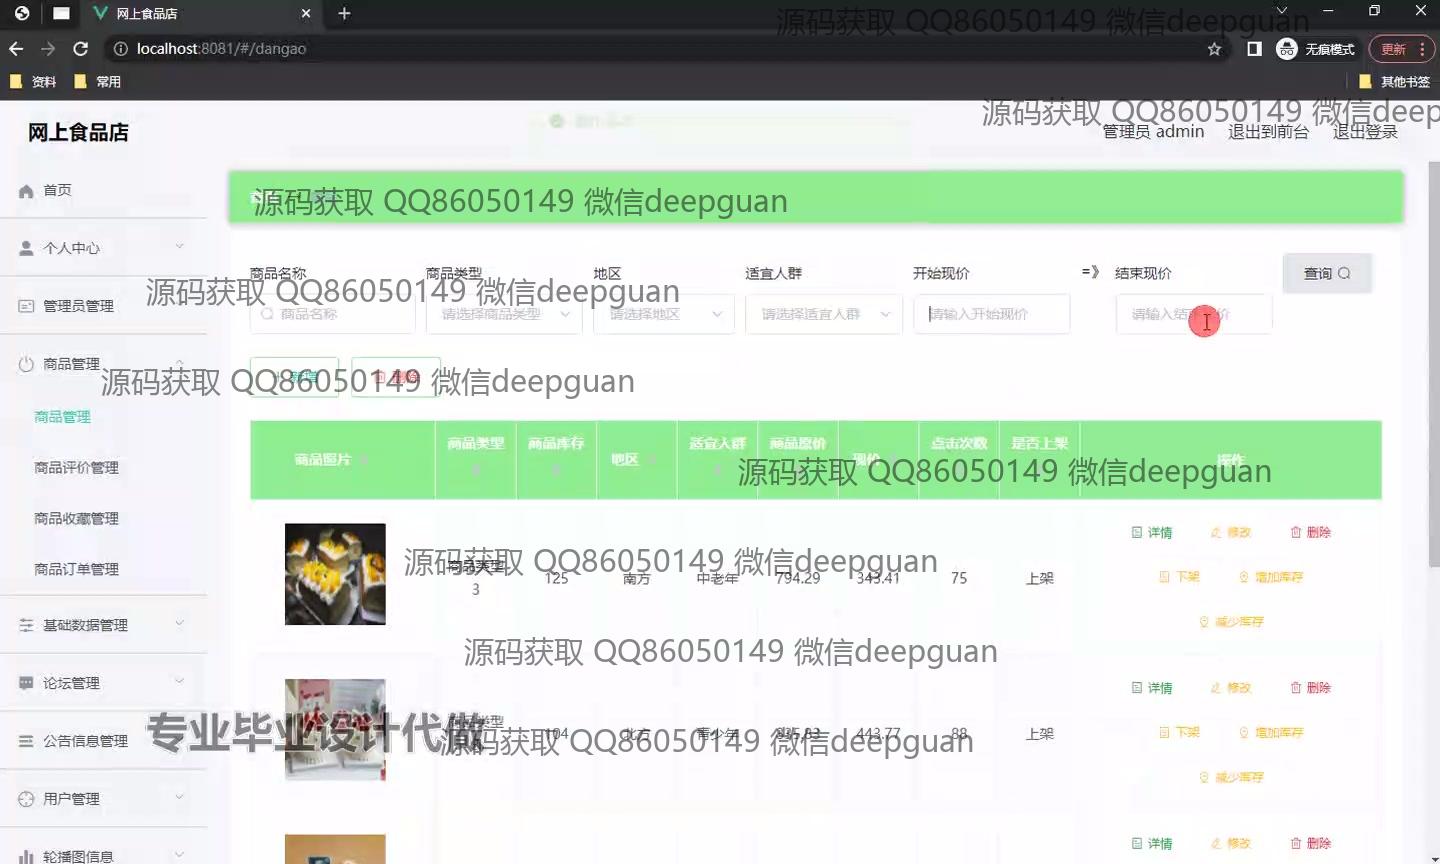 网上食品店
源码获取 QQ86050149 微信deepguan
localhost:8081/#/dangao
无痕模式
更新
资料
常用
其他书签
源码获取 QQ86050149 微信deep
网上食品店
管理员 admin
退出到前台
退出登录
源码获取 QQ86050149 微信deepguan
首页
个人中心
管理员管理
商品管理
商品管理
商品评价管理
商品收藏管理
商品订单管理
基础数据管理
论坛管理
公告信息管理
用户管理
轮播图信息
商品名称
商品类型
地区
适宜人群
开始现价
=》
结束现价
查询
源码获取 QQ86050149 微信deepguan
商品名称
请选择商品类型
请选择地区
请选择适宜人群
请输入开始现价
请输入结束现价
新增
删除
源码获取 QQ86050149 微信deepguan
商品照片
商品类型
商品库存
地区
适宜人群
商品原价
现价
点击次数
是否上架
操作
源码获取 QQ86050149 微信deepguan
商品类型3
125
南方
中老年
794.29
343.41
75
上架
详情
修改
删除
下架
增加库存
减少库存
源码获取 QQ86050149 微信deepguan
源码获取 QQ86050149 微信deepguan
商品类型
104
北方
青少年
443.77
88
上架
详情
修改
删除
下架
增加库存
减少库存
专业毕业设计代做
源码获取 QQ86050149 微信deepguan
详情
修改
删除